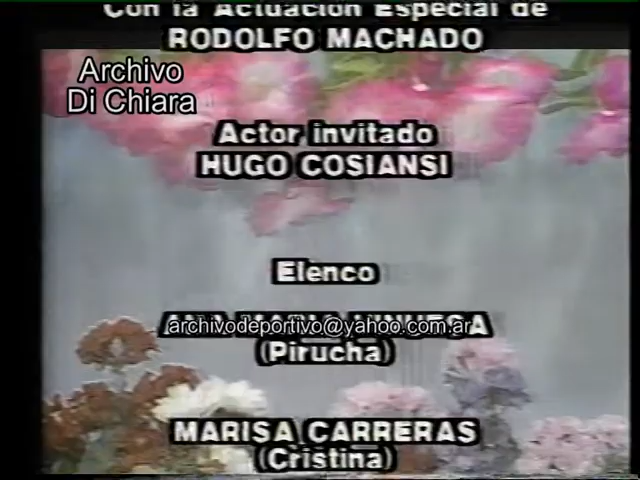 Con la Actuación Especial de
RODOLFO MACHADO
Archivo
Di Chiara
Actor invitado
HUGO COSIANSI
Elenco
archivodeportivo@yahoo.com.ar
(Pirucha)
MARISA CARRERAS
(Cristina)